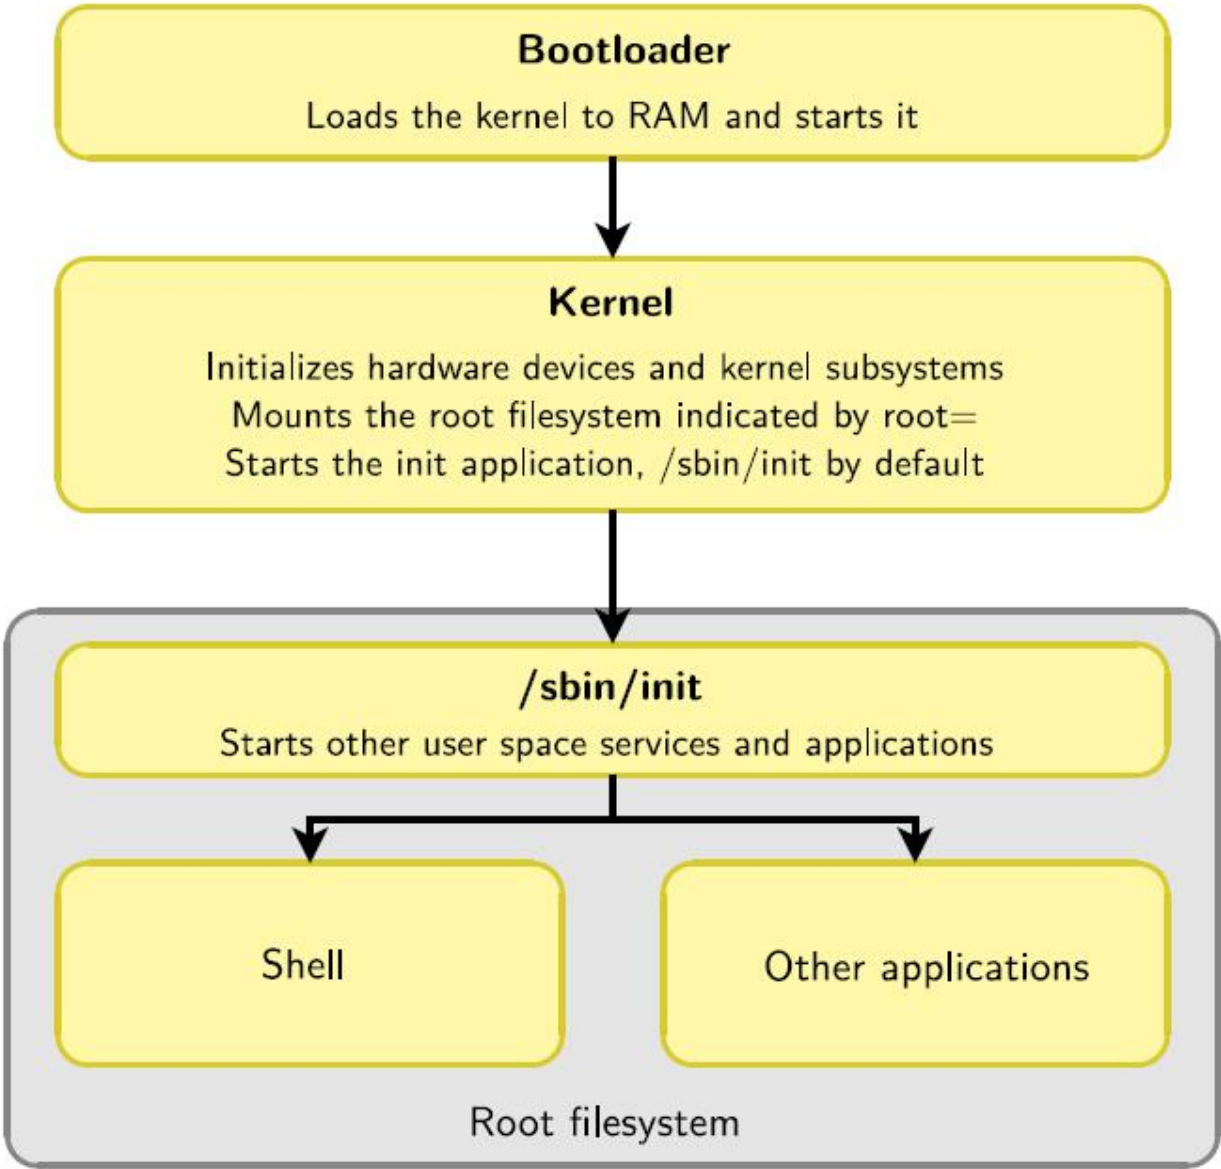 Bootloader
Loads the kernel to RAM and starts it
Kernel
Initializes hardware devices and kernel subsystems
Mounts the root filesystem indicated by root=
Starts the init application, /sbin/init by default
/sbin/init
Starts other user space services and applications
Shell
Other applications
Root filesystem